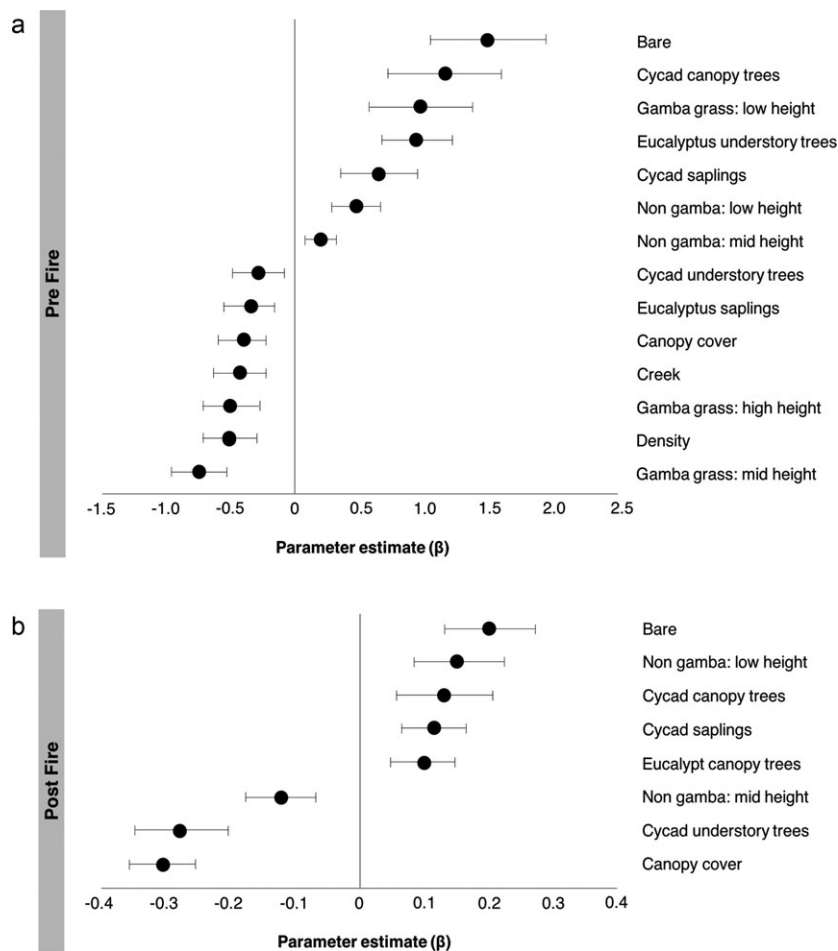 a
Pre Fire
Bare
Cycad canopy trees
Gamba grass: low height
Eucalyptus understory trees
Cycad saplings
Non gamba: low height
Non gamba: mid height
Cycad understory trees
Eucalyptus saplings
Canopy cover
Creek
Gamba grass: high height
Density
Gamba grass: mid height
-1.5 -1.0 -0.5 0 0.5 1.0 1.5 2.0 2.5
Parameter estimate (β)
b
Post Fire
Bare
Non gamba: low height
Cycad canopy trees
Cycad saplings
Eucalypt canopy trees
Non gamba: mid height
Cycad understory trees
Canopy cover
-0.4 -0.3 -0.2 -0.1 0 0.1 0.2 0.3 0.4
Parameter estimate (β)